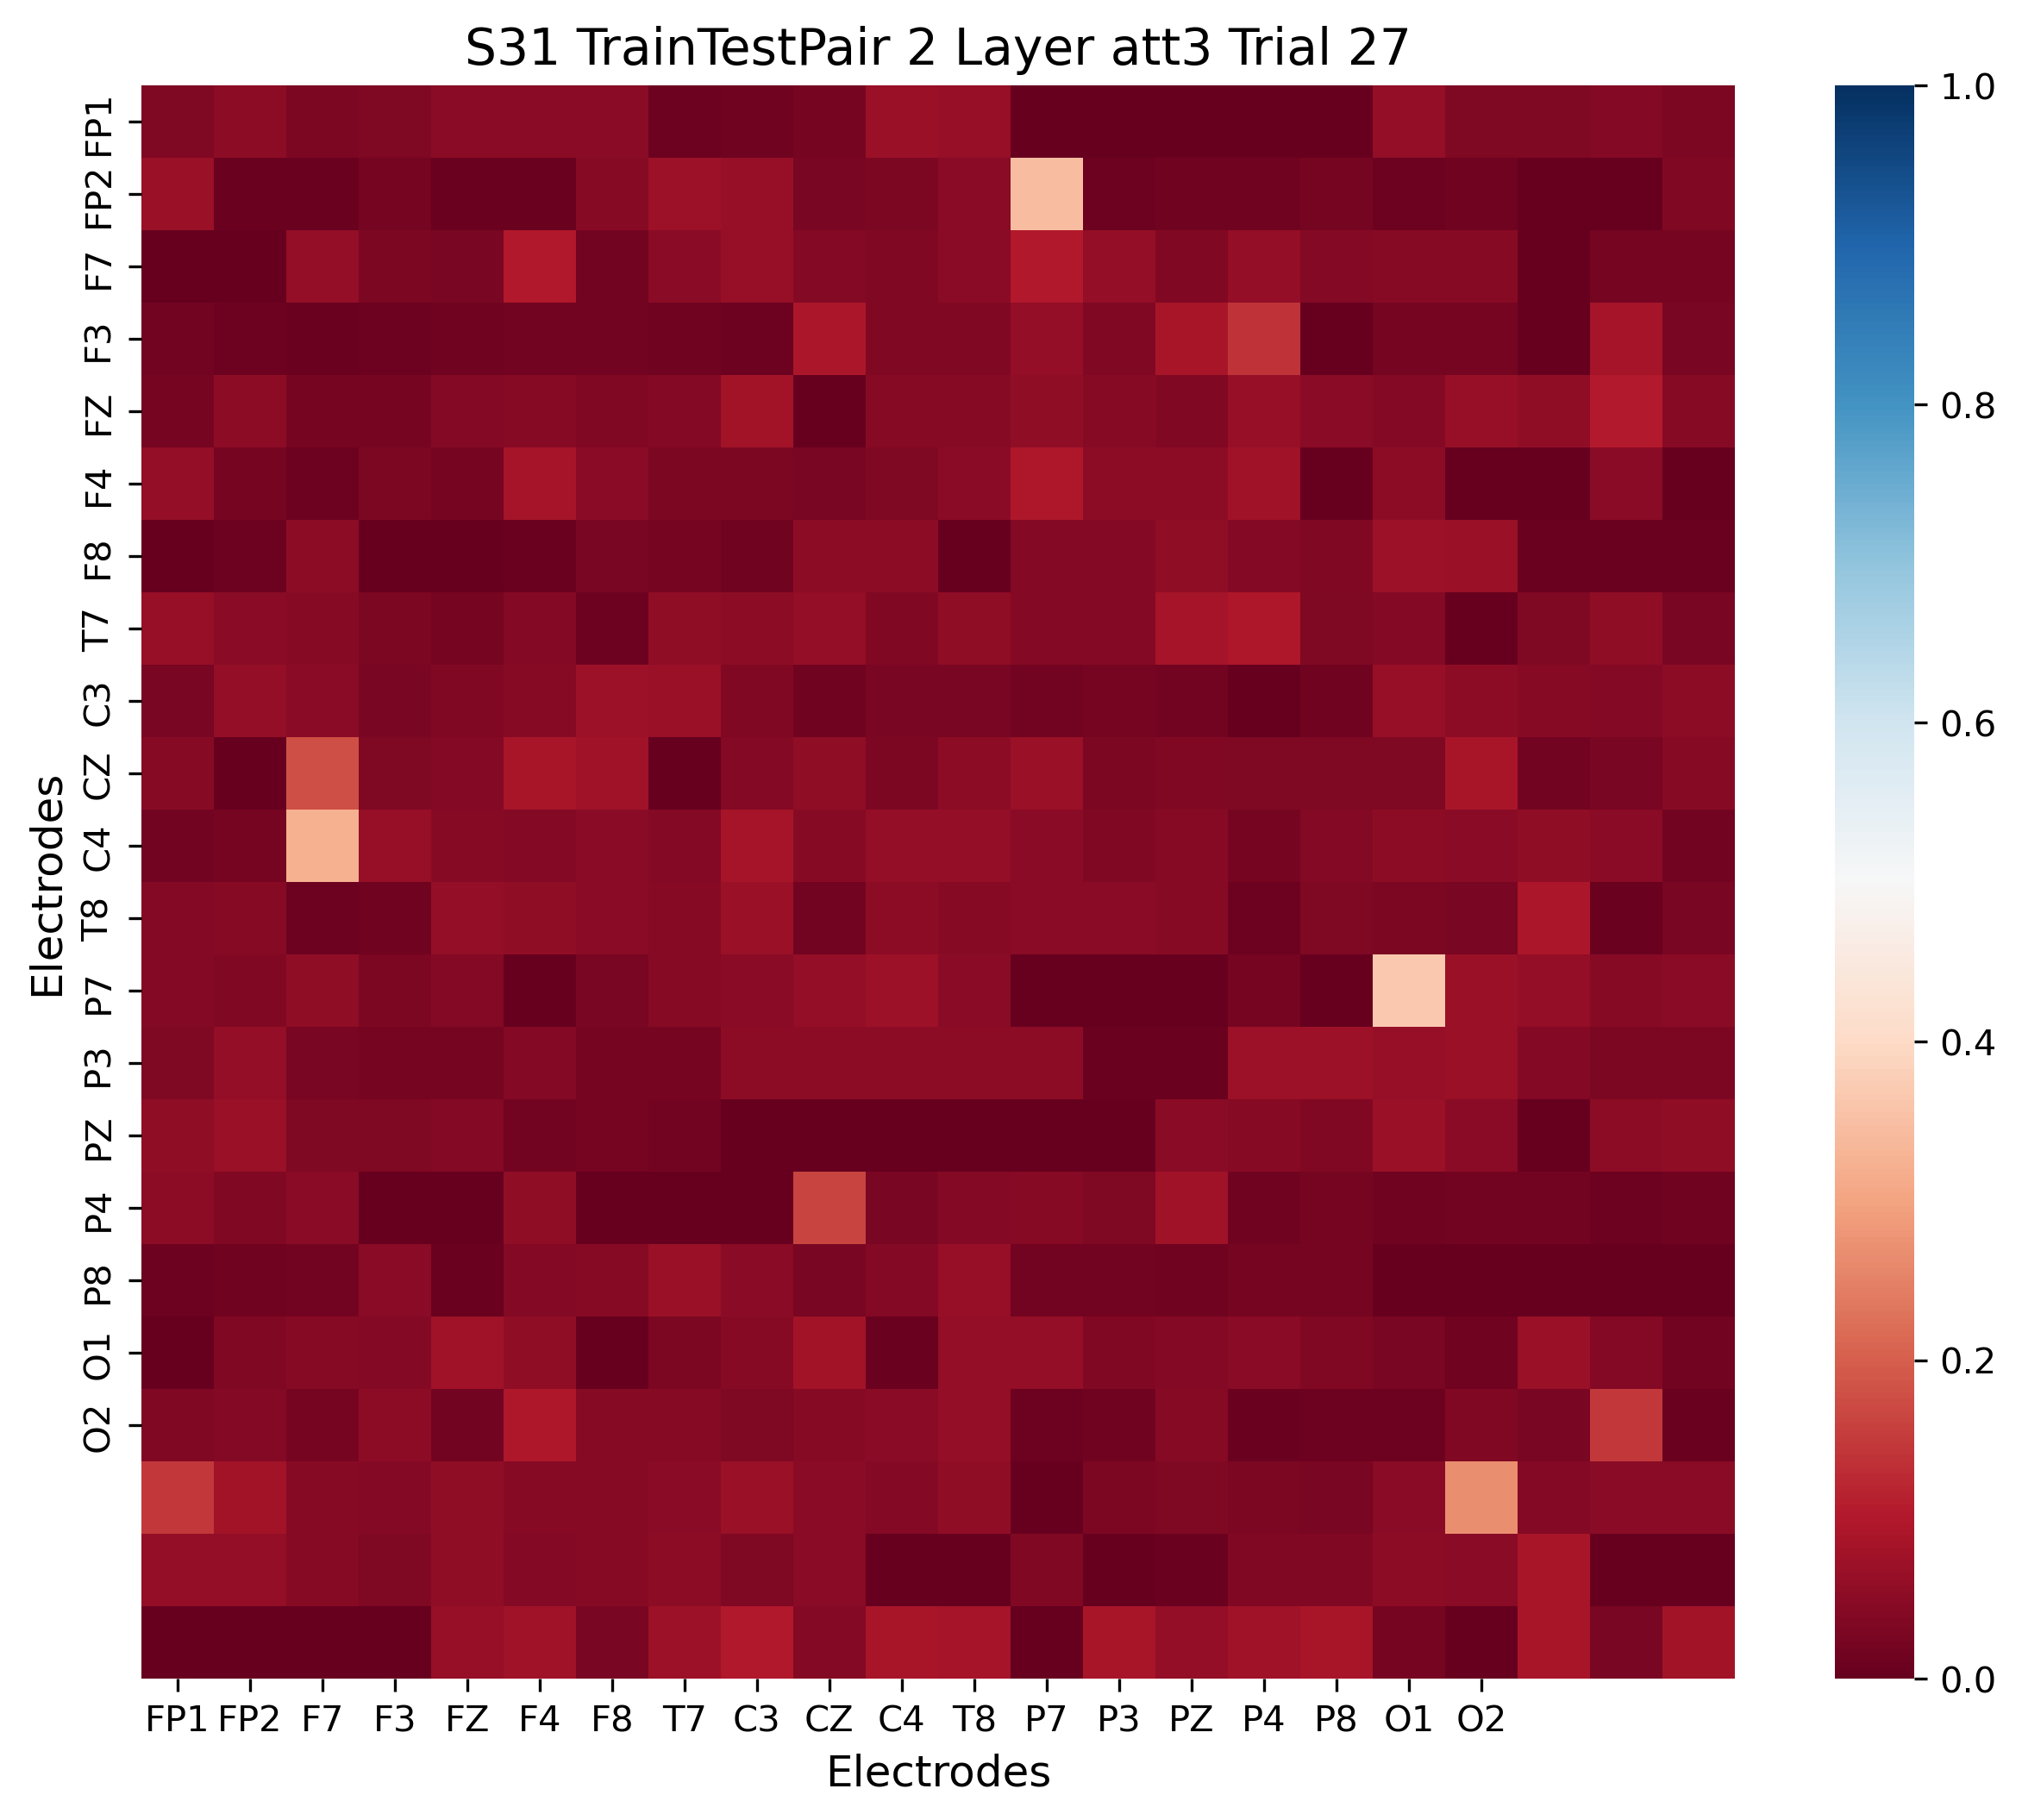 S31 TrainTestPair 2 Layer att3 Trial 27
Electrodes
FP1
FP2
F7
F3
FZ
F4
F8
T7
C3
CZ
C4
T8
P7
P3
PZ
P4
P8
O1
O2
FP1 FP2 F7 F3 FZ F4 F8 T7 C3 CZ C4 T8 P7 P3 PZ P4 P8 O1 O2
Electrodes
1.0
0.8
0.6
0.4
0.2
0.0